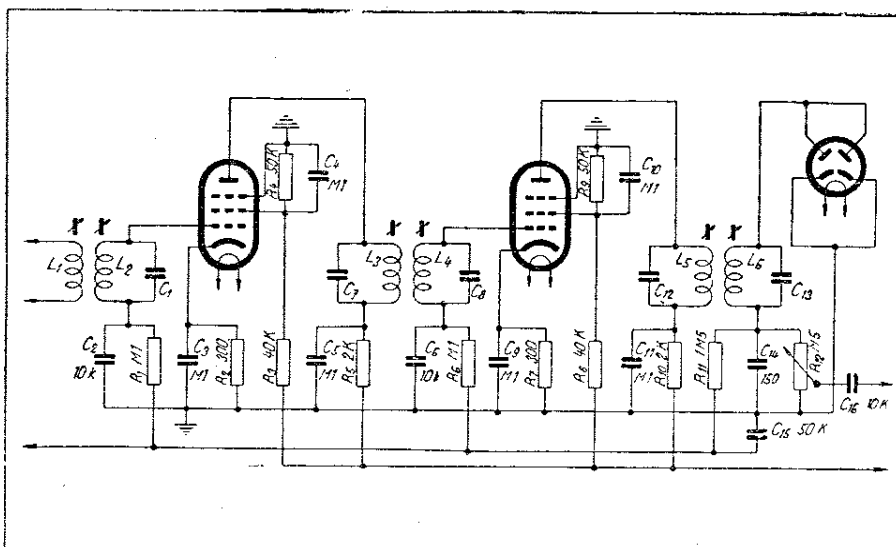 L1
L2
C1
C2
10k
R1 M1
C3
M1
R2 300
R3 40K
R4 50K
C4
M1
C5
M1
R5 2K
C7
L3
L4
C8
C6
10k
R6 M1
C9
M1
R7 300
R8 40K
R9 50K
C10
M1
C11
M1
R10 2K
C12
L5
L6
C13
R11 1M5
C14
150
R12 M5
C15 50K
C16 10K